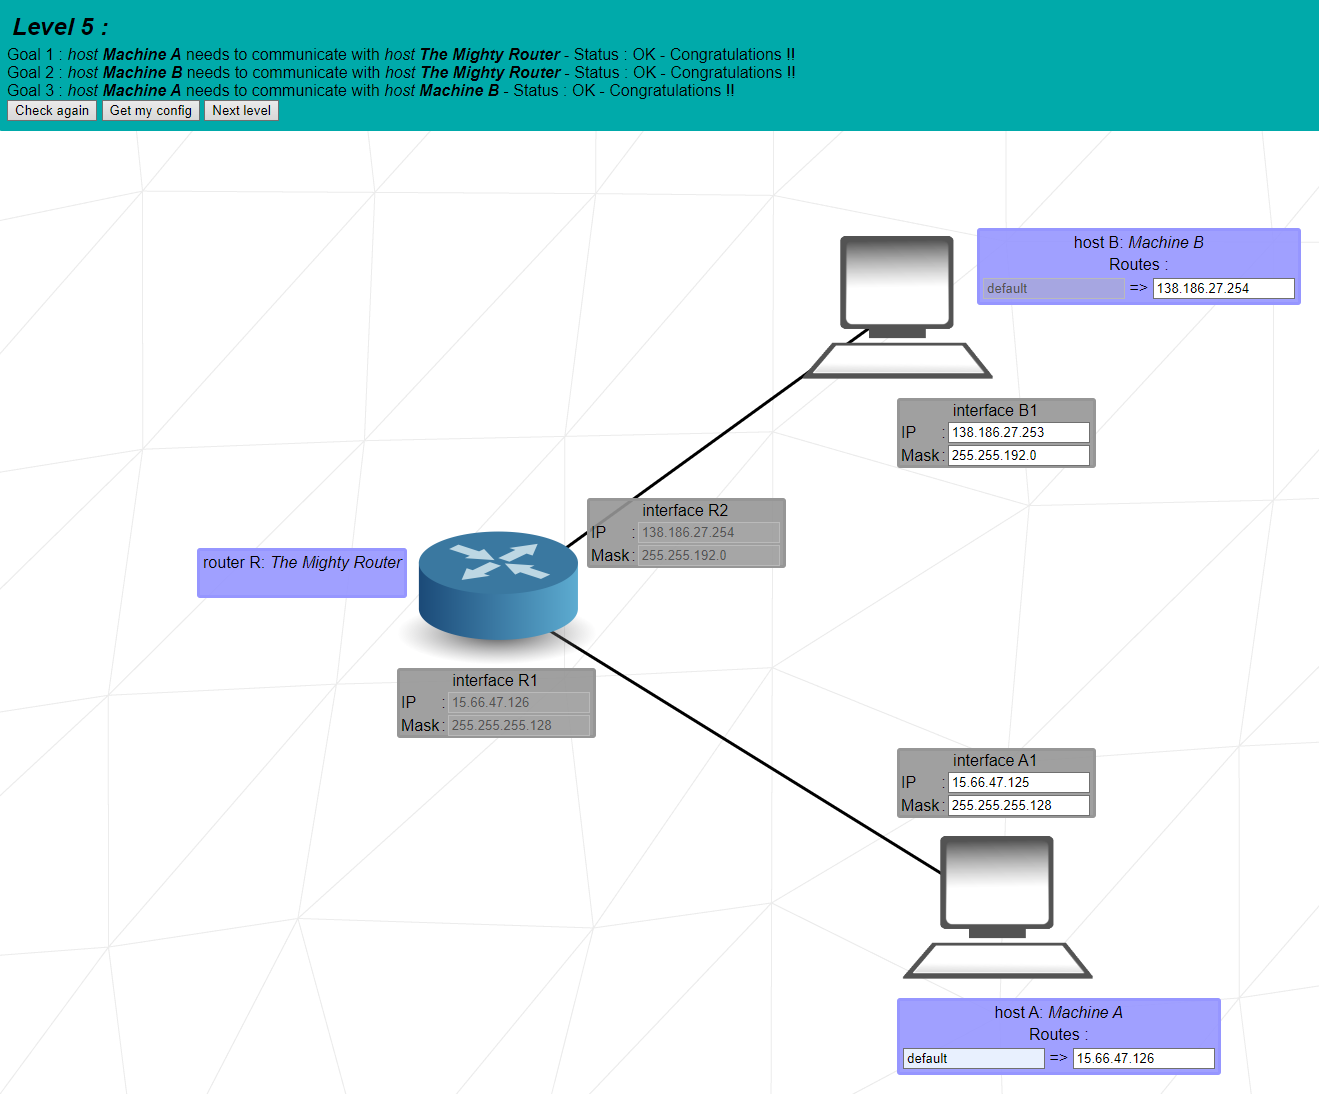 Level 5 :
Goal 1 : host Machine A needs to communicate with host The Mighty Router - Status : OK - Congratulations !!
Goal 2 : host Machine B needs to communicate with host The Mighty Router - Status : OK - Congratulations !!
Goal 3 : host Machine A needs to communicate with host Machine B - Status : OK - Congratulations !!
Check again Get my config Next level
host B: Machine B
Routes :
default => 138.186.27.254
interface B1
IP : 138.186.27.253
Mask : 255.255.192.0
interface R2
IP : 138.186.27.254
Mask : 255.255.192.0
router R: The Mighty Router
interface R1
IP : 15.66.47.126
Mask : 255.255.255.128
interface A1
IP : 15.66.47.125
Mask : 255.255.255.128
host A: Machine A
Routes :
default => 15.66.47.126